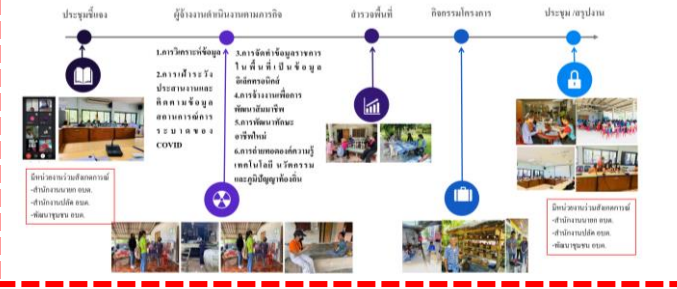 ประชุมชี้แจง
ผู้จ้างงานดำเนินงานตามภารกิจ
สำรวจพื้นที่
กิจกรรมโครงการ
ประชุม /สรุปงาน
1.การวิเคราะห์ข้อมูล
2.การเฝ้าระวัง
ประสานงานและ
ติดตามข้อมูล
สถานการณ์การ
ระบาดของ
COVID
3.การจัดทำข้อมูลราชการ
ในพื้นที่เป็นข้อมูล
อิเล็กทรอนิกส์
4.การจ้างงานเพื่อการ
พัฒนาสัมมาชีพ
5.การพัฒนาทักษะ
อาชีพใหม่
6.การถ่ายทอดองค์ความรู้
เทคโนโลยี นวัตกรรม
และภูมิปัญญาท้องถิ่น
มีหน่วยงานร่วมสังเกตการณ์
-สำนักงานนายก อบต.
-สำนักงานปลัด อบต.
-พัฒนาชุมชน อบต.
มีหน่วยงานร่วมสังเกตการณ์
-สำนักงานนายก อบต.
-สำนักงานปลัด อบต.
-พัฒนาชุมชน อบต.